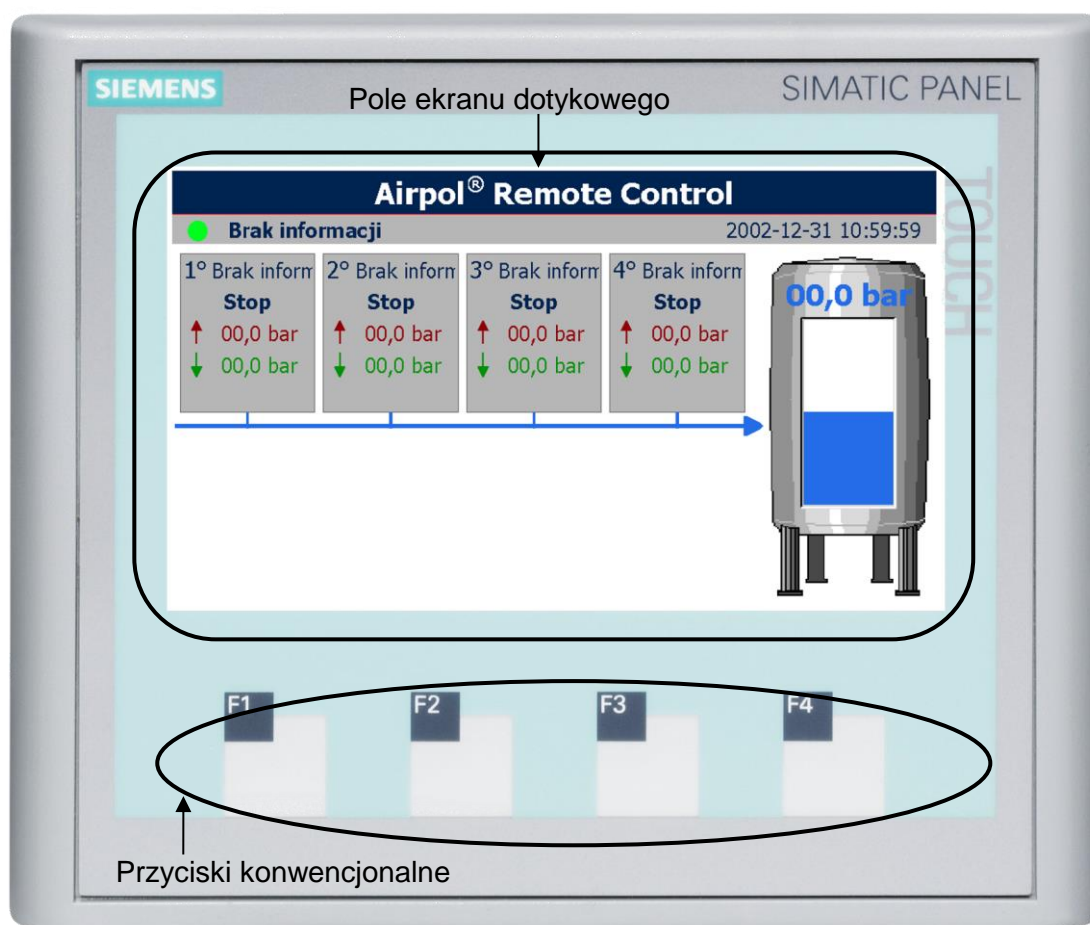 SIEMENS
SIMATIC PANEL
Pole ekranu dotykowego
TOUCH
Airpol® Remote Control
Brak informacji 2002-12-31 10:59:59
1° Brak inform 2° Brak inform 3° Brak inform 4° Brak inform
Stop Stop Stop Stop
00,0 bar 00,0 bar 00,0 bar 00,0 bar
00,0 bar 00,0 bar 00,0 bar 00,0 bar
00,0 bar
F1 F2 F3 F4
Przyciski konwencjonalne